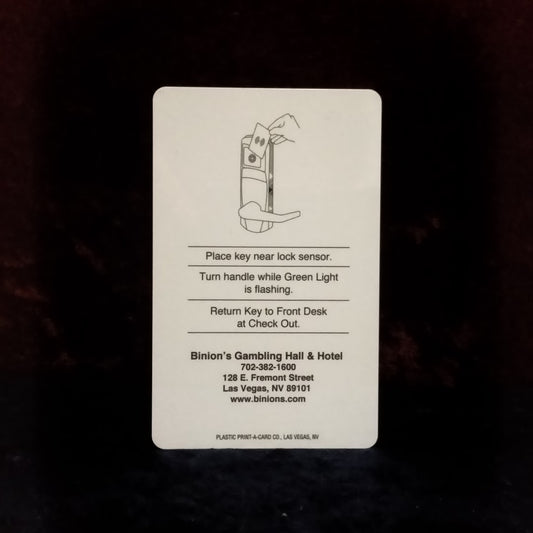 Place key near lock sensor.
Turn handle while Green Light
is flashing.
Return Key to Front Desk
at Check Out.
Binion's Gambling Hall & Hotel
702-382-1600
128 E. Fremont Street
Las Vegas, NV 89101
www.binions.com
PLASTIC PRINT-A-CARD CO., LAS VEGAS, NV